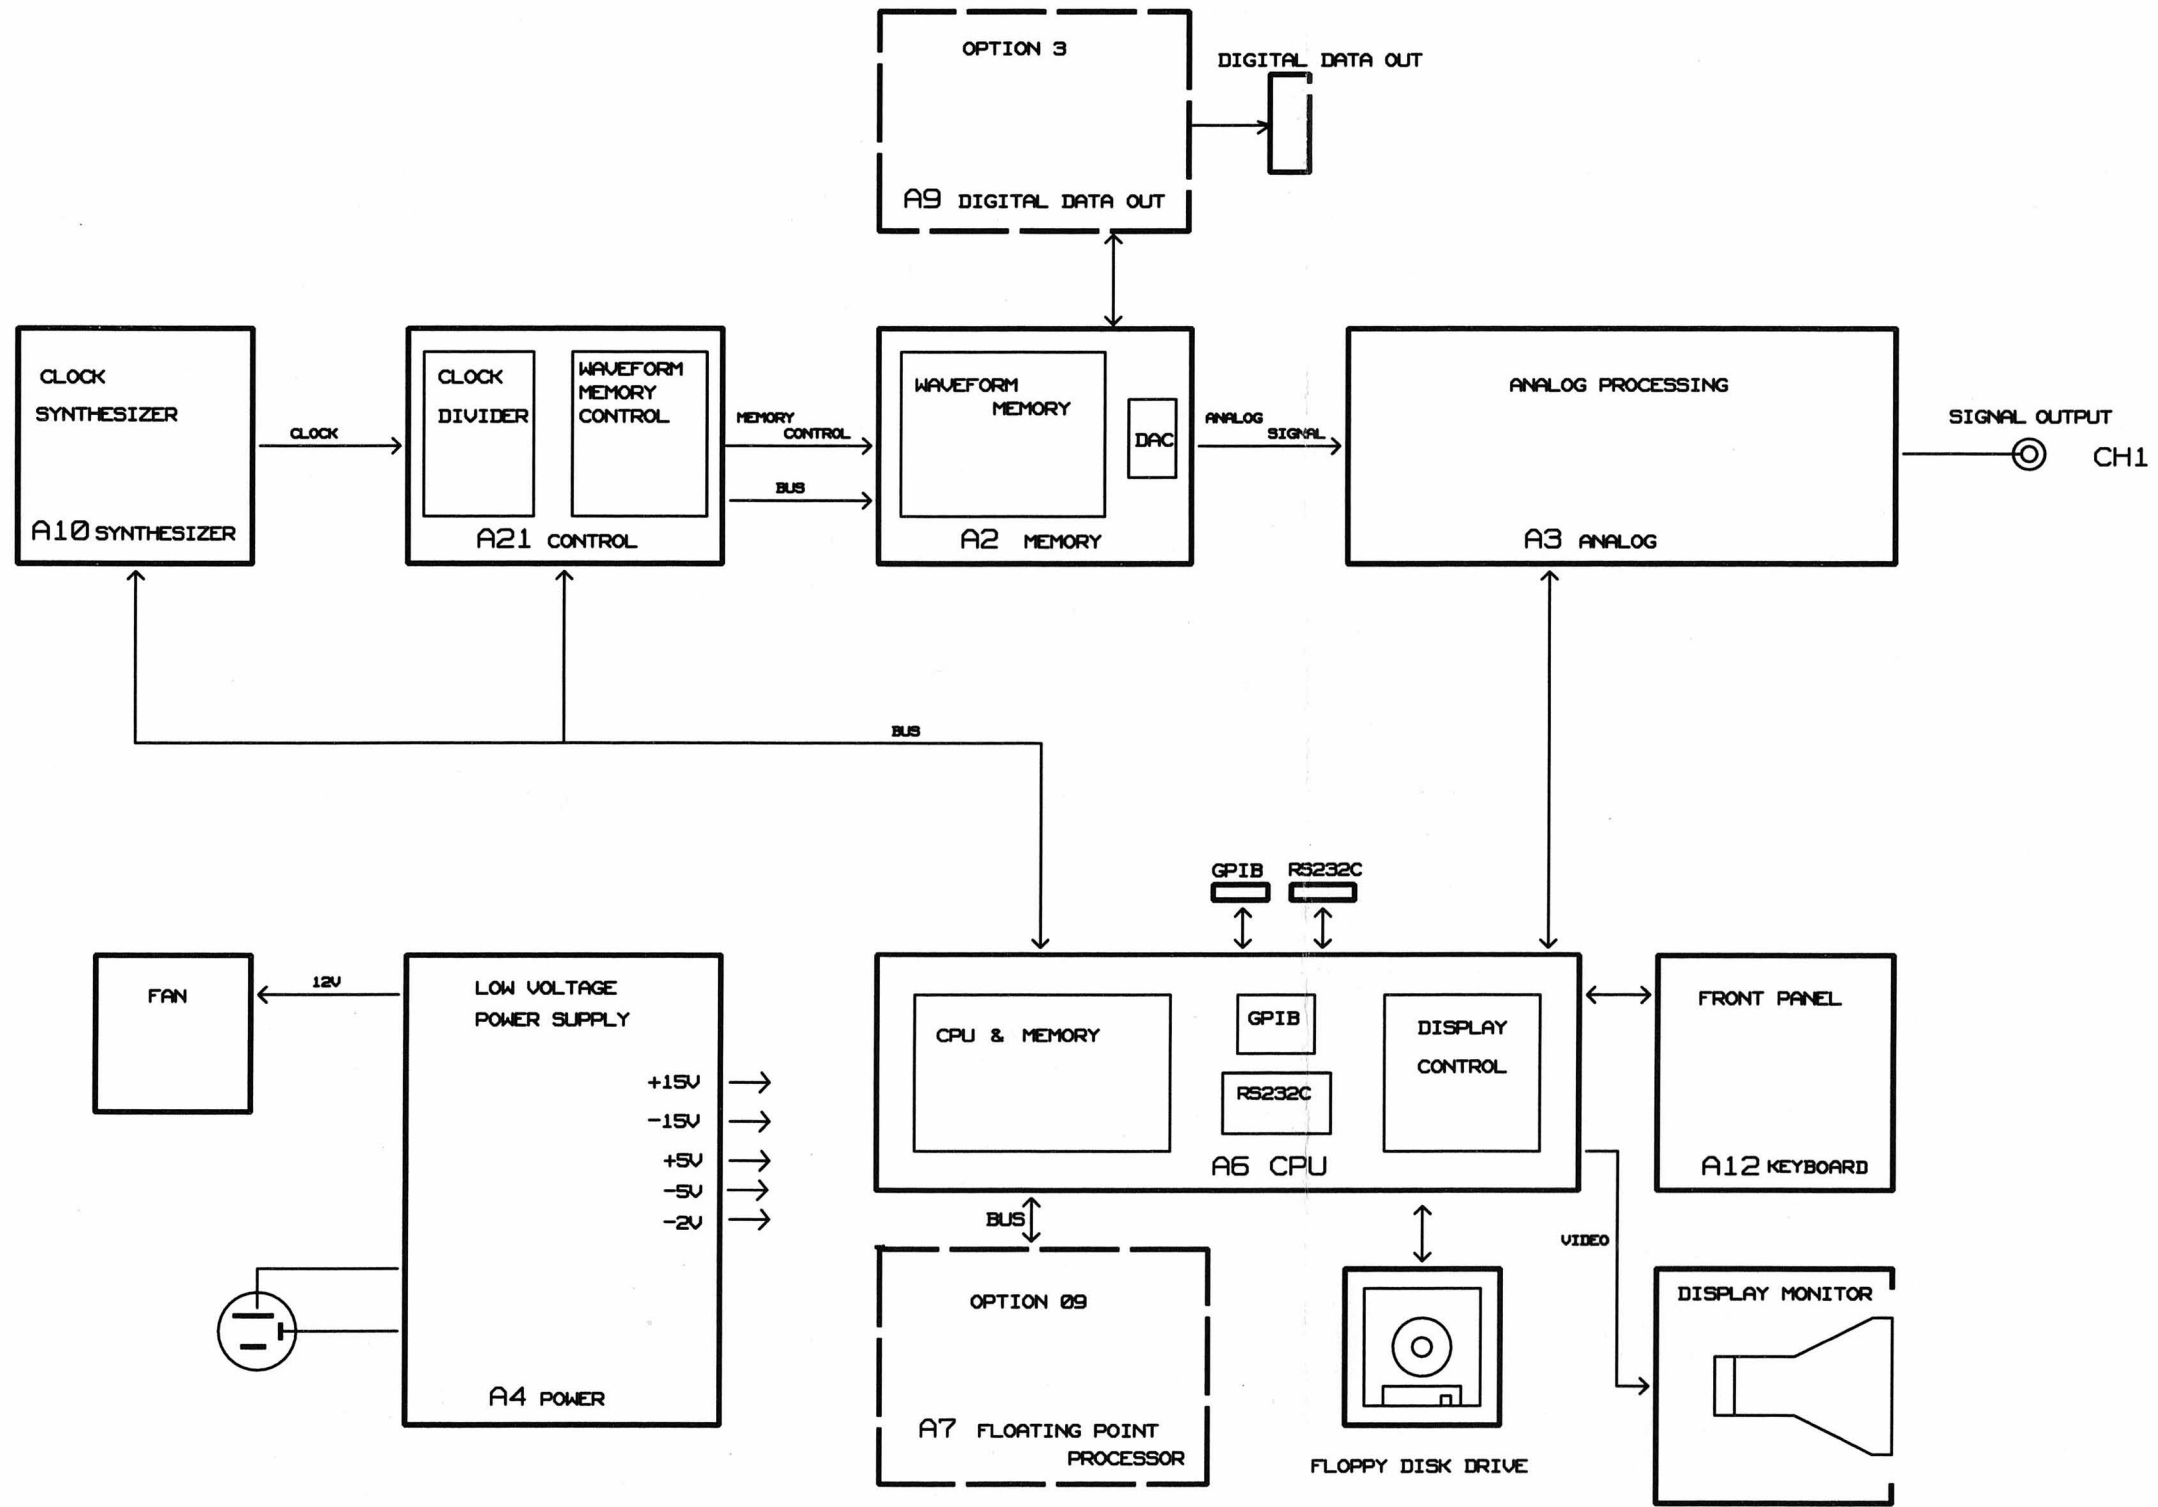 OPTION 3
DIGITAL DATA OUT
A9 DIGITAL DATA OUT
CLOCK
SYNTHESIZER
A10 SYNTHESIZER
CLOCK
CLOCK
DIVIDER
WAVEFORM
MEMORY
CONTROL
A21 CONTROL
MEMORY
CONTROL
BUS
WAVEFORM
MEMORY
DAC
A2 MEMORY
ANALOG
SIGNAL
ANALOG PROCESSING
A3 ANALOG
SIGNAL OUTPUT
CH1
BUS
GPIB
RS232C
FAN
12V
LOW VOLTAGE
POWER SUPPLY
+15V
-15V
+5V
-5V
-2V
A4 POWER
CPU & MEMORY
GPIB
RS232C
DISPLAY
CONTROL
A6 CPU
FRONT PANEL
A12 KEYBOARD
BUS
VIDEO
OPTION 09
A7 FLOATING POINT
PROCESSOR
FLOPPY DISK DRIVE
DISPLAY MONITOR